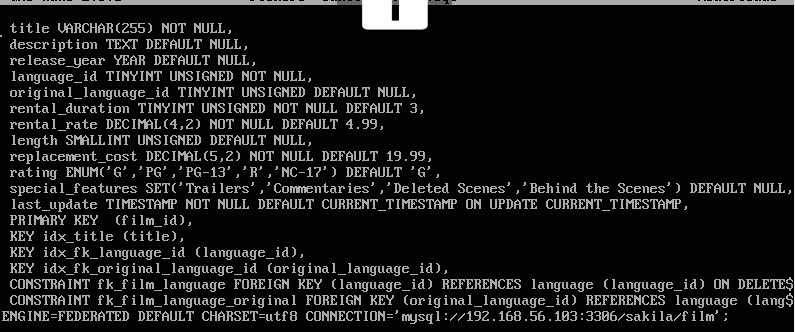 title VARCHAR(255) NOT NULL,
description TEXT DEFAULT NULL,
release_year YEAR DEFAULT NULL,
language_id TINYINT UNSIGNED NOT NULL,
original_language_id TINYINT UNSIGNED DEFAULT NULL,
rental_duration TINYINT UNSIGNED NOT NULL DEFAULT 3,
rental_rate DECIMAL(4,2) NOT NULL DEFAULT 4.99,
length SMALLINT UNSIGNED DEFAULT NULL,
replacement_cost DECIMAL(5,2) NOT NULL DEFAULT 19.99,
rating ENUM('G','PG','PG-13','R','NC-17') DEFAULT 'G',
special_features SET('Trailers','Commentaries','Deleted Scenes','Behind the Scenes') DEFAULT NULL,
last_update TIMESTAMP NOT NULL DEFAULT CURRENT_TIMESTAMP ON UPDATE CURRENT_TIMESTAMP,
PRIMARY KEY  (film_id),
KEY idx_title (title),
KEY idx_fk_language_id (language_id),
KEY idx_fk_original_language_id (original_language_id),
CONSTRAINT fk_film_language FOREIGN KEY (language_id) REFERENCES language (language_id) ON DELETE$
CONSTRAINT fk_film_language_original FOREIGN KEY (original_language_id) REFERENCES language (lang$
ENGINE=FEDERATED DEFAULT CHARSET=utf8 CONNECTION='mysql://192.168.56.103:3306/sakila/film';